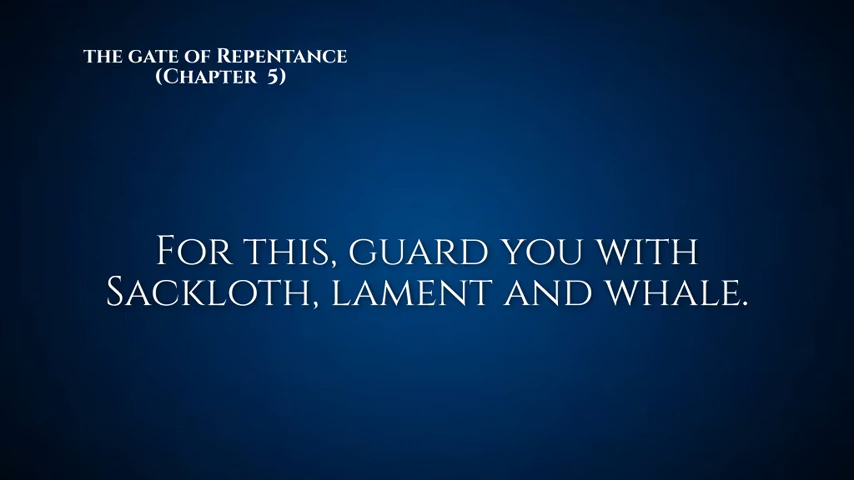 the gate of Repentance
(Chapter 5)
For this, guard you with
Sackloth, lament and whale.